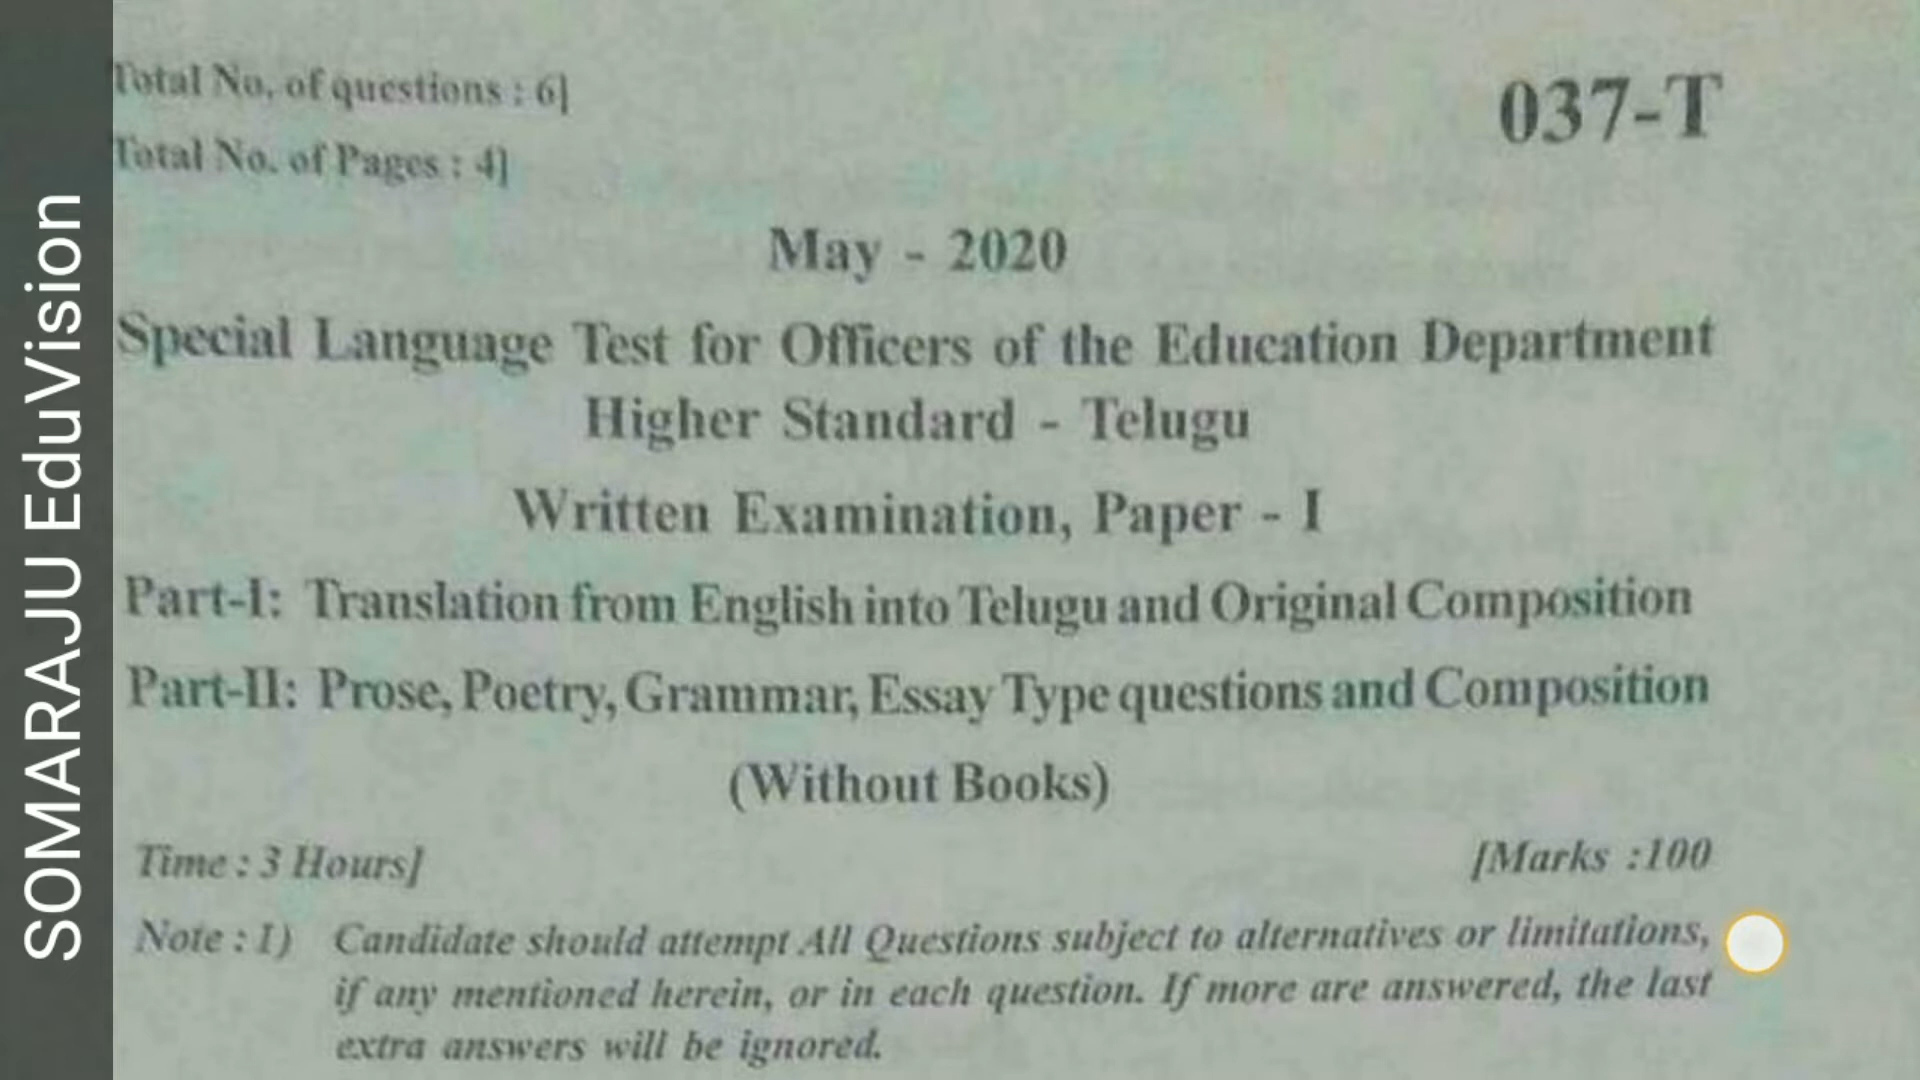 Total No. of questions : 6]
037-T
Total No. of Pages : 4]
May - 2020
Special Language Test for Officers of the Education Department
Higher Standard - Telugu
Written Examination, Paper - I
Part-I: Translation from English into Telugu and Original Composition
Part-II: Prose, Poetry, Grammar, Essay Type questions and Composition
(Without Books)
Time : 3 Hours]
[Marks :100
Note : 1) Candidate should attempt All Questions subject to alternatives or limitations,
if any mentioned herein, or in each question. If more are answered, the last
extra answers will be ignored.
SOMARAJU EduVision